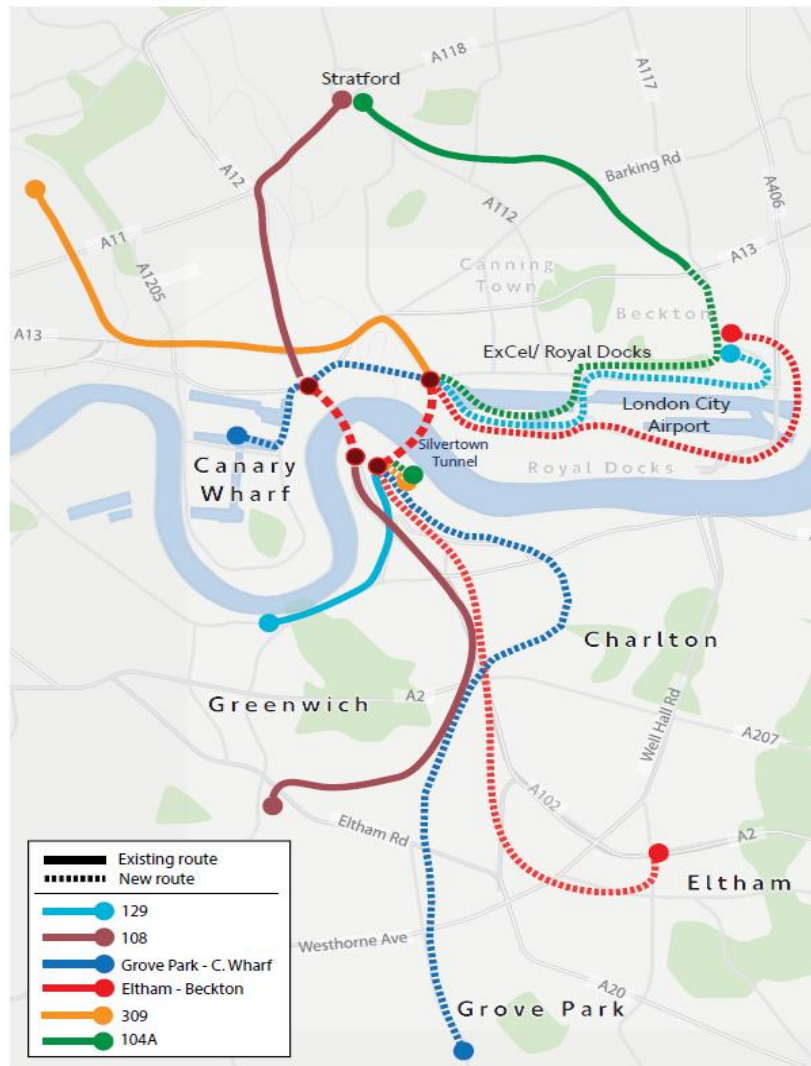 A118
A117
Stratford
A12
Barking Rd
A406
A112
A11
A13
A1205
Canning
Town
Beckton
A13
ExCel/ Royal Docks
London City
Airport
Silvertown
Tunnel
Royal Docks
Canary
Wharf
Charlton
Greenwich
A2
Well Hall Rd
A207
A102
Eltham Rd
A2
Eltham
Westhorne Ave
A20
Grove Park
Existing route
New route
129
108
Grove Park - C. Wharf
Eltham - Beckton
309
104A